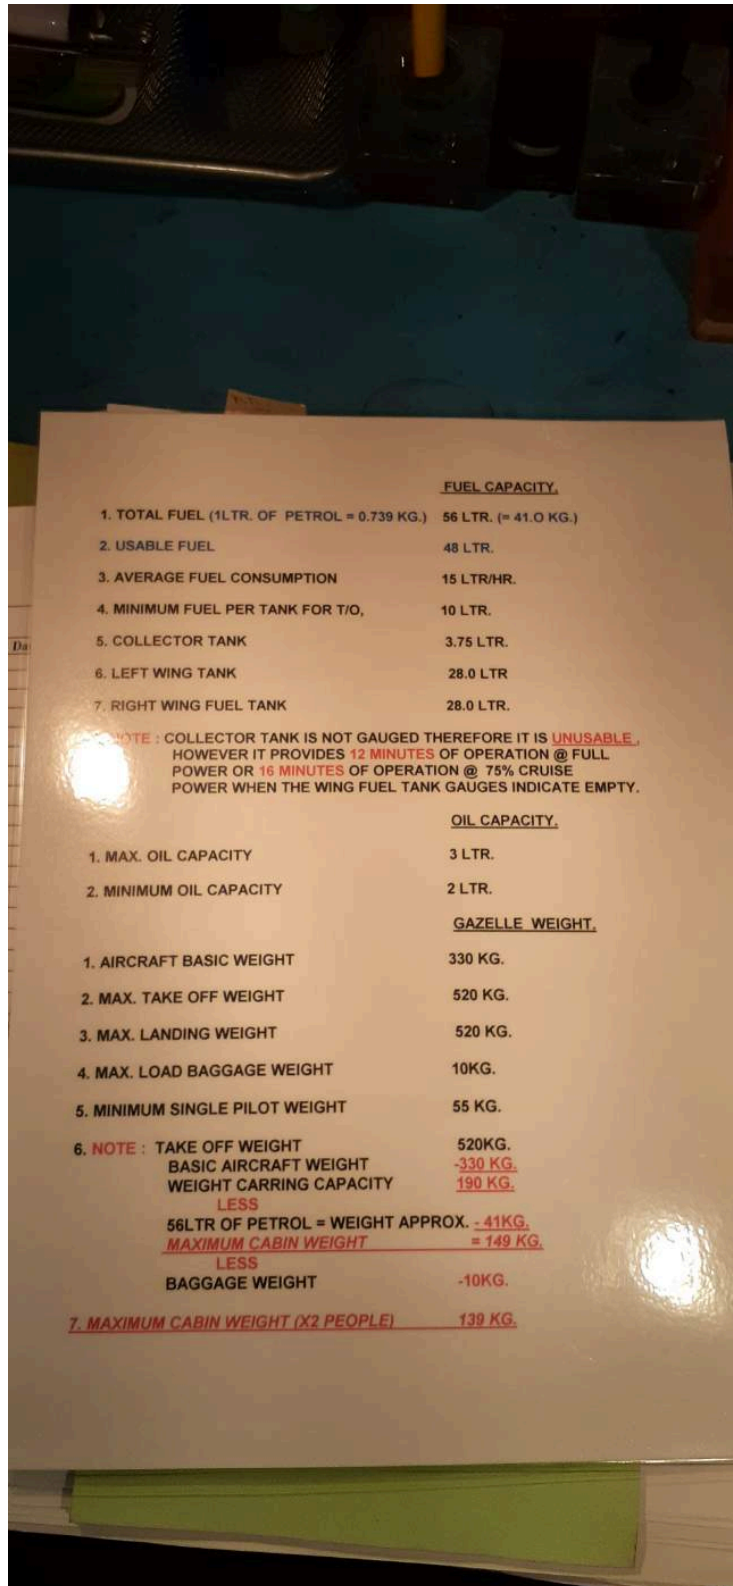 FUEL CAPACITY.
1. TOTAL FUEL (1LTR. OF PETROL = 0.739 KG.) 56 LTR. (= 41.O KG.)
2. USABLE FUEL 48 LTR.
3. AVERAGE FUEL CONSUMPTION 15 LTR/HR.
4. MINIMUM FUEL PER TANK FOR T/O, 10 LTR.
5. COLLECTOR TANK 3.75 LTR.
6. LEFT WING TANK 28.0 LTR
7. RIGHT WING FUEL TANK 28.0 LTR.
NOTE : COLLECTOR TANK IS NOT GAUGED THEREFORE IT IS UNUSABLE .
HOWEVER IT PROVIDES 12 MINUTES OF OPERATION @ FULL
POWER OR 16 MINUTES OF OPERATION @ 75% CRUISE
POWER WHEN THE WING FUEL TANK GAUGES INDICATE EMPTY.
OIL CAPACITY.
1. MAX. OIL CAPACITY 3 LTR.
2. MINIMUM OIL CAPACITY 2 LTR.
GAZELLE WEIGHT.
1. AIRCRAFT BASIC WEIGHT 330 KG.
2. MAX. TAKE OFF WEIGHT 520 KG.
3. MAX. LANDING WEIGHT 520 KG.
4. MAX. LOAD BAGGAGE WEIGHT 10KG.
5. MINIMUM SINGLE PILOT WEIGHT 55 KG.
6. NOTE : TAKE OFF WEIGHT 520KG.
BASIC AIRCRAFT WEIGHT -330 KG.
WEIGHT CARRING CAPACITY 190 KG.
LESS
56LTR OF PETROL = WEIGHT APPROX. - 41KG.
MAXIMUM CABIN WEIGHT = 149 KG.
LESS
BAGGAGE WEIGHT -10KG.
7. MAXIMUM CABIN WEIGHT (X2 PEOPLE) 139 KG.